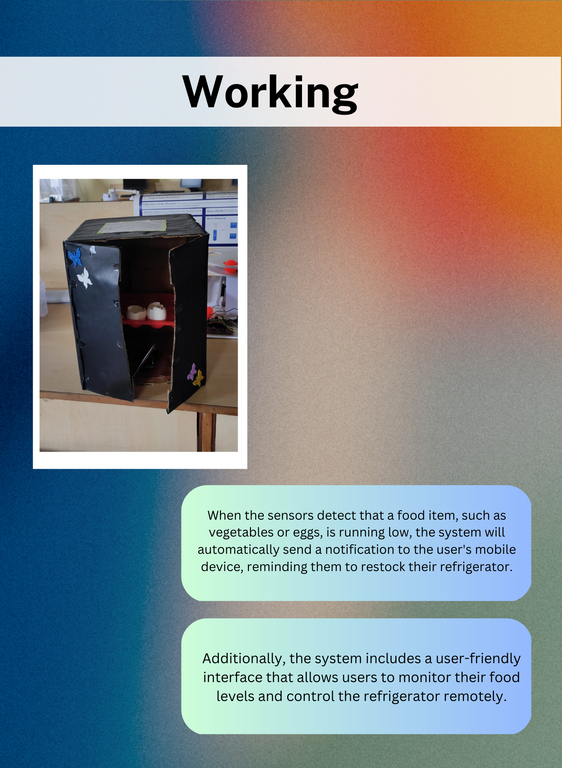 Working
When the sensors detect that a food item, such as
vegetables or eggs, is running low, the system will
automatically send a notification to the user's mobile
device, reminding them to restock their refrigerator.
Additionally, the system includes a user-friendly
interface that allows users to monitor their food
levels and control the refrigerator remotely.